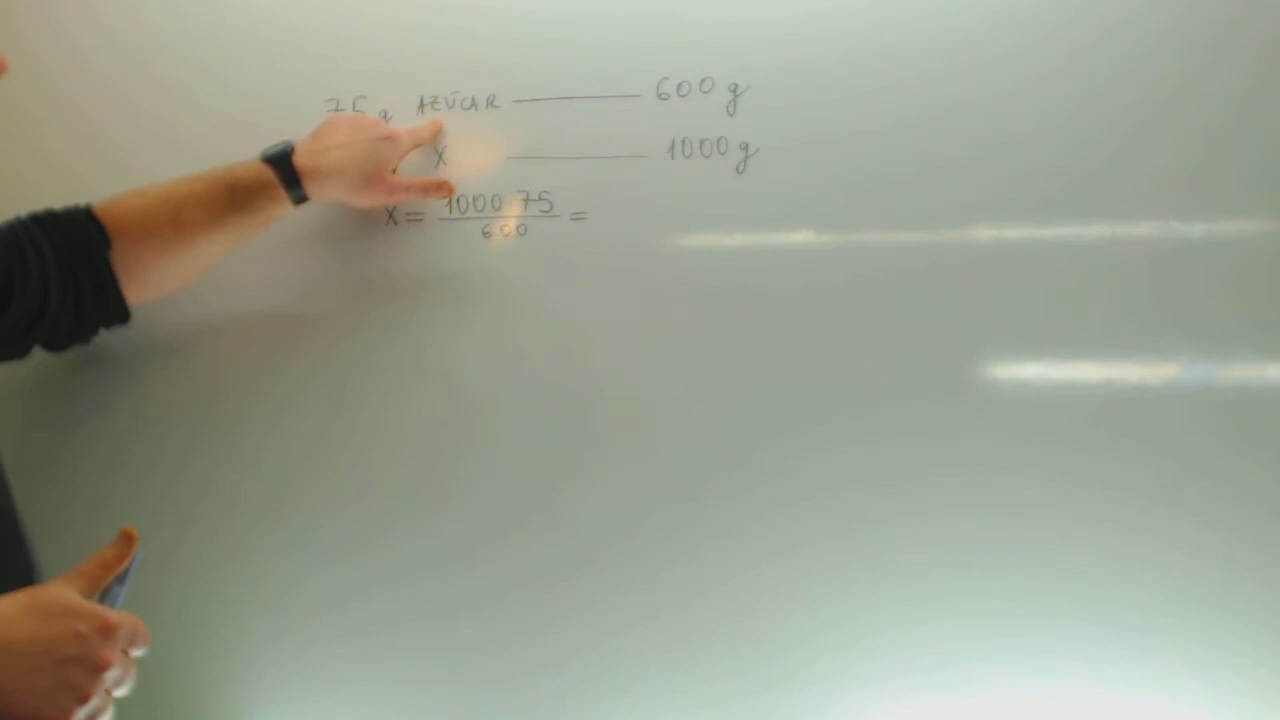 75 g AZÚCAR ——— 600 g
X ——— 1000 g
X = 1000 75 / 600 =